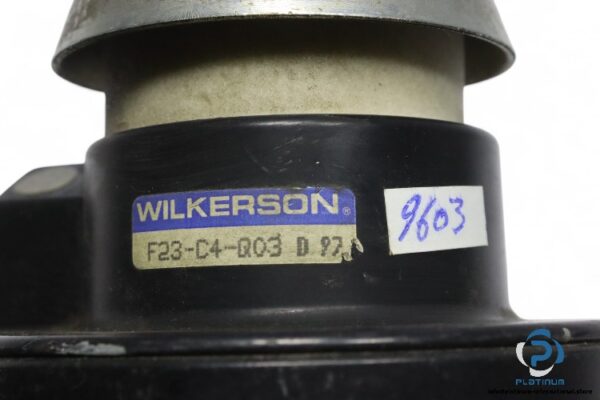 WILKERSON®
F23-C4-Q03 D 97
9603
PLATINUM